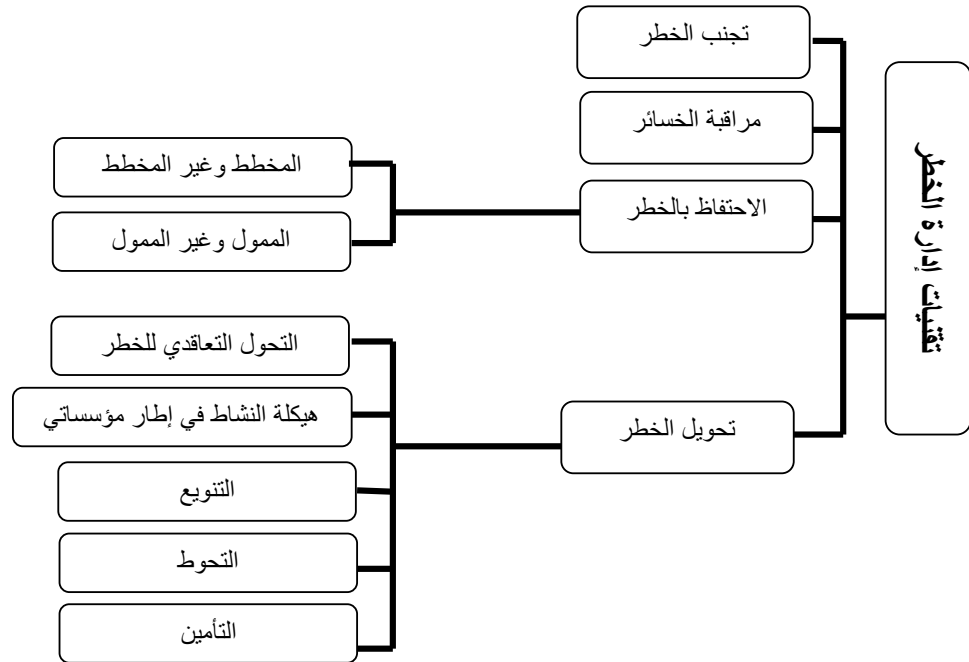 تقنيات إدارة الخطر
تجنب الخطر
مراقبة الخسائر
الاحتفاظ بالخطر
المخطط وغير المخطط
الممول وغير الممول
تحويل الخطر
التحول التعاقدي للخطر
هيكلة النشاط في إطار مؤسساتي
التنويع
التحوط
التأمين